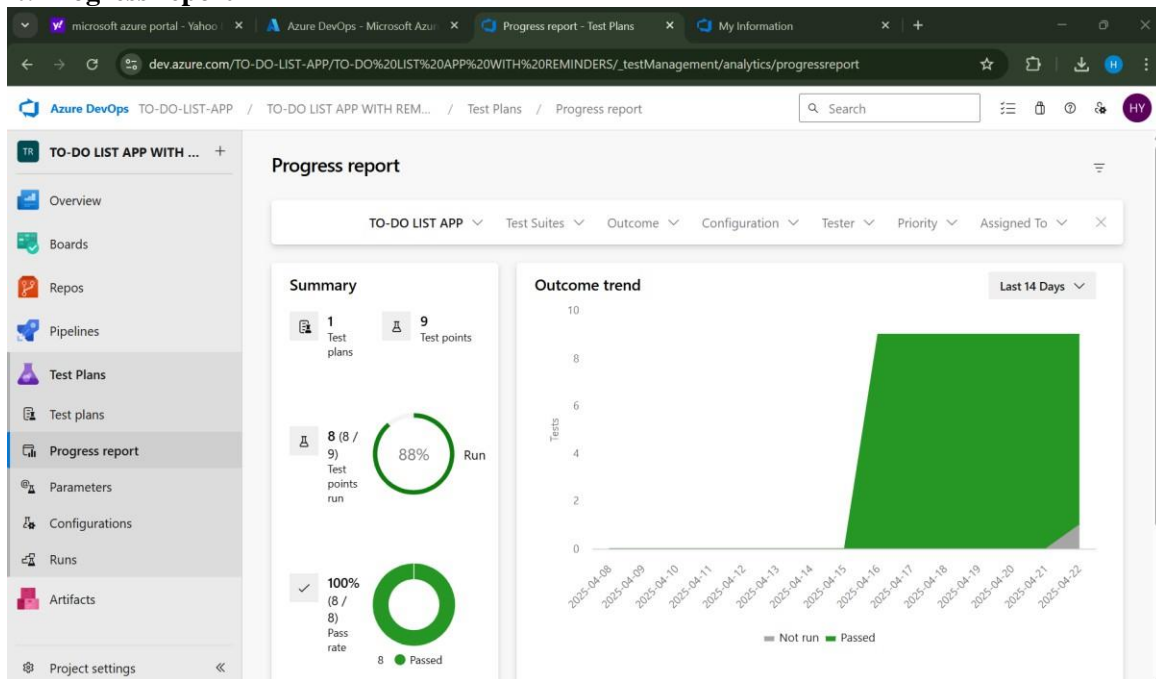 microsoft azure portal - Yahoo
Azure DevOps - Microsoft Azur
Progress report - Test Plans
My Information
dev.azure.com/TO-DO-LIST-APP/TO-DO%20LIST%20APP%20WITH%20REMINDERS/_testManagement/analytics/progressreport
H
Azure DevOps TO-DO-LIST-APP / TO-DO LIST APP WITH REM... / Test Plans / Progress report
Search
HY
TR TO-DO LIST APP WITH ... +
Overview
Boards
Repos
Pipelines
Test Plans
Test plans
Progress report
Parameters
Configurations
Runs
Artifacts
Project settings
Progress report
TO-DO LIST APP Test Suites Outcome Configuration Tester Priority Assigned To
Summary
1
Test
plans
9
Test points
8 (8 /
9)
Test
points
run
88%
Run
100%
(8 /
8)
Pass
rate
8 Passed
Outcome trend
Last 14 Days
10
8
6
4
2
0
Tests
2025-04-08
2025-04-09
2025-04-10
2025-04-11
2025-04-12
2025-04-13
2025-04-14
2025-04-15
2025-04-16
2025-04-17
2025-04-18
2025-04-19
2025-04-20
2025-04-21
2025-04-22
Not run Passed